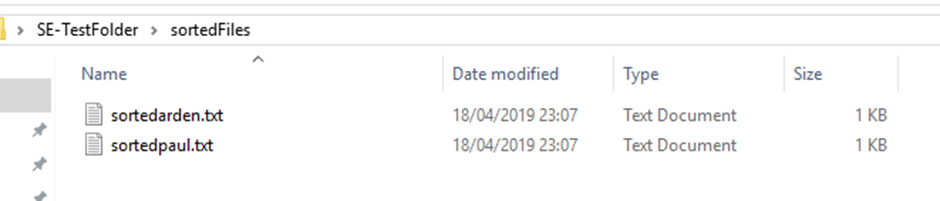 SE-TestFolder > sortedFiles
Name Date modified Type Size
sortedarden.txt 18/04/2019 23:07 Text Document 1 KB
sortedpaul.txt 18/04/2019 23:07 Text Document 1 KB